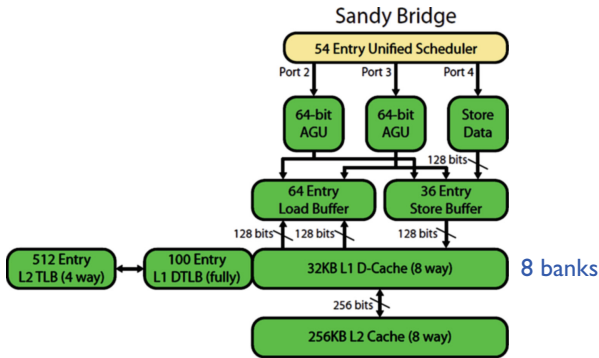 Sandy Bridge
54 Entry Unified Scheduler
Port 2
Port 3
Port 4
64-bit
AGU
64-bit
AGU
Store
Data
128 bits
64 Entry
Load Buffer
36 Entry
Store Buffer
128 bits
128 bits
128 bits
512 Entry
L2 TLB (4 way)
100 Entry
L1 DTLB (fully)
32KB L1 D-Cache (8 way)
8 banks
256 bits
256KB L2 Cache (8 way)